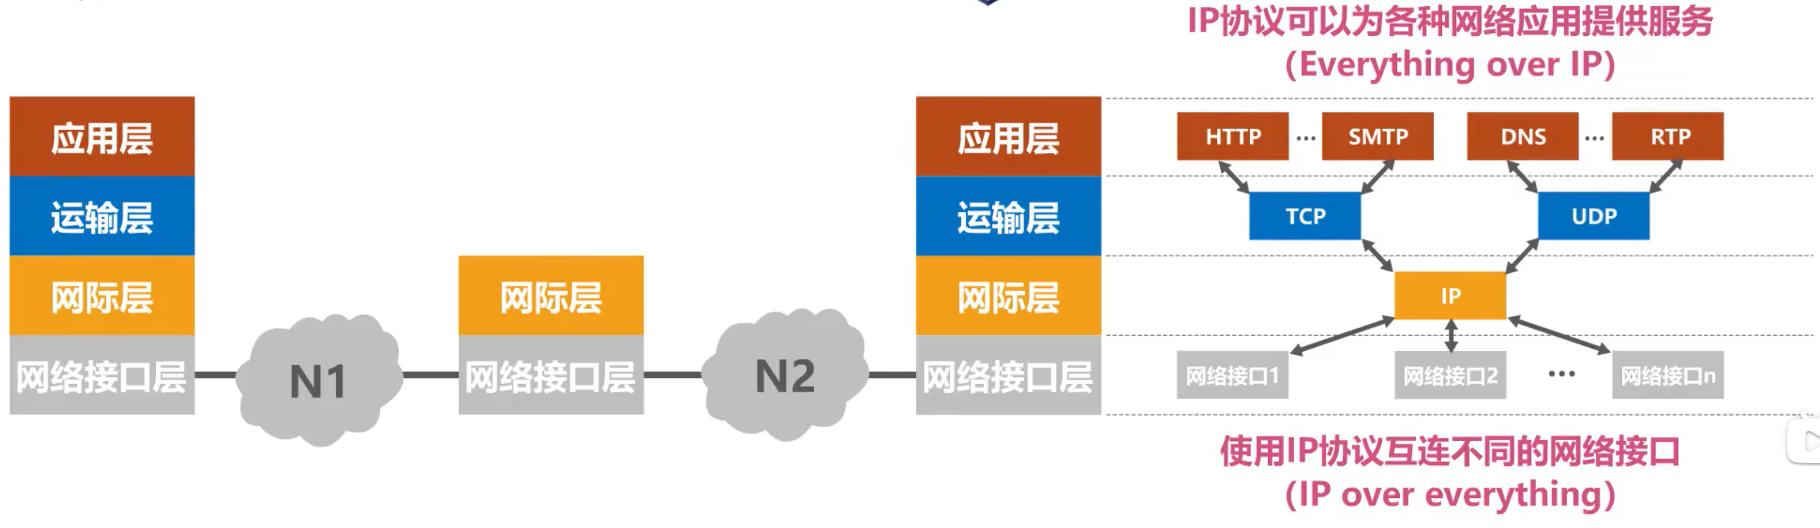 IP协议可以为各种网络应用提供服务
（Everything over IP）
应用层
运输层
网际层
网络接口层
N1
网际层
网络接口层
N2
应用层
运输层
网际层
网络接口层
HTTP ··· SMTP DNS ··· RTP
TCP UDP
IP
网络接口1 网络接口2 ··· 网络接口n
使用IP协议互连不同的网络接口
（IP over everything）